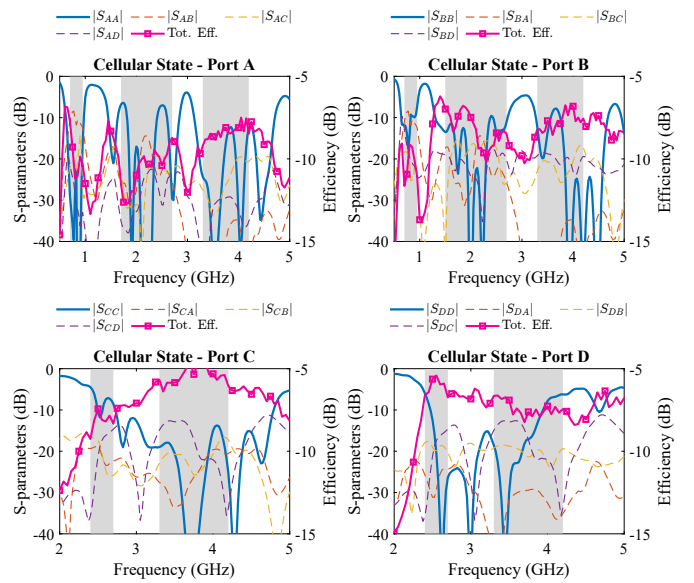 |S_AA| |S_AB| |S_AC|
|S_AD| Tot. Eff.
Cellular State - Port A
0 -5
-10
-20 -10
-30
-40 -15
1 2 3 4 5
S-parameters (dB)
Efficiency (dB)
Frequency (GHz)
|S_BB| |S_BA| |S_BC|
|S_BD| Tot. Eff.
Cellular State - Port B
0 -5
-10
-20 -10
-30
-40 -15
1 2 3 4 5
S-parameters (dB)
Efficiency (dB)
Frequency (GHz)
|S_CC| |S_CA| |S_CB|
|S_CD| Tot. Eff.
Cellular State - Port C
0 -5
-10
-20 -10
-30
-40 -15
2 3 4 5
S-parameters (dB)
Efficiency (dB)
Frequency (GHz)
|S_DD| |S_DA| |S_DB|
|S_DC| Tot. Eff.
Cellular State - Port D
0 -5
-10
-20 -10
-30
-40 -15
2 3 4 5
S-parameters (dB)
Efficiency (dB)
Frequency (GHz)